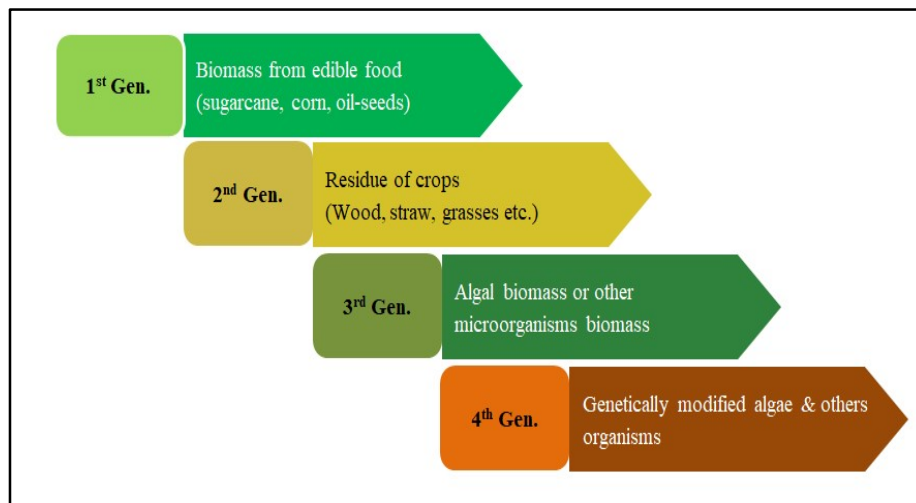 1st Gen.
Biomass from edible food
(sugarcane, corn, oil-seeds)
2nd Gen.
Residue of crops
(Wood, straw, grasses etc.)
3rd Gen.
Algal biomass or other
microorganisms biomass
4th Gen.
Genetically modified algae & others
organisms